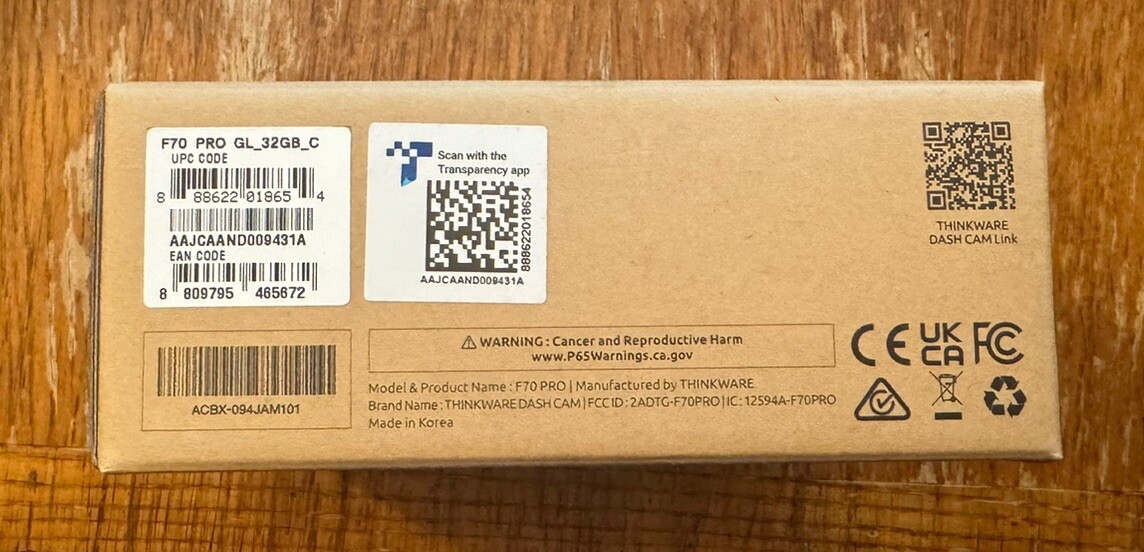 F70 PRO GL_32GB_C
UPC CODE
8 88622 01865 4
AAJCAAND009431A
EAN CODE
8 809795 465672
Scan with the
Transparency app
888622018654
AAJCAAND009431A
THINKWARE
DASH CAM Link
ACBX-094JAM101
⚠ WARNING : Cancer and Reproductive Harm
www.P65Warnings.ca.gov
Model & Product Name : F70 PRO | Manufactured by THINKWARE
Brand Name : THINKWARE DASH CAM | FCC ID : 2ADTG-F70PRO | IC : 12594A-F70PRO
Made in Korea
CE UK CA FC